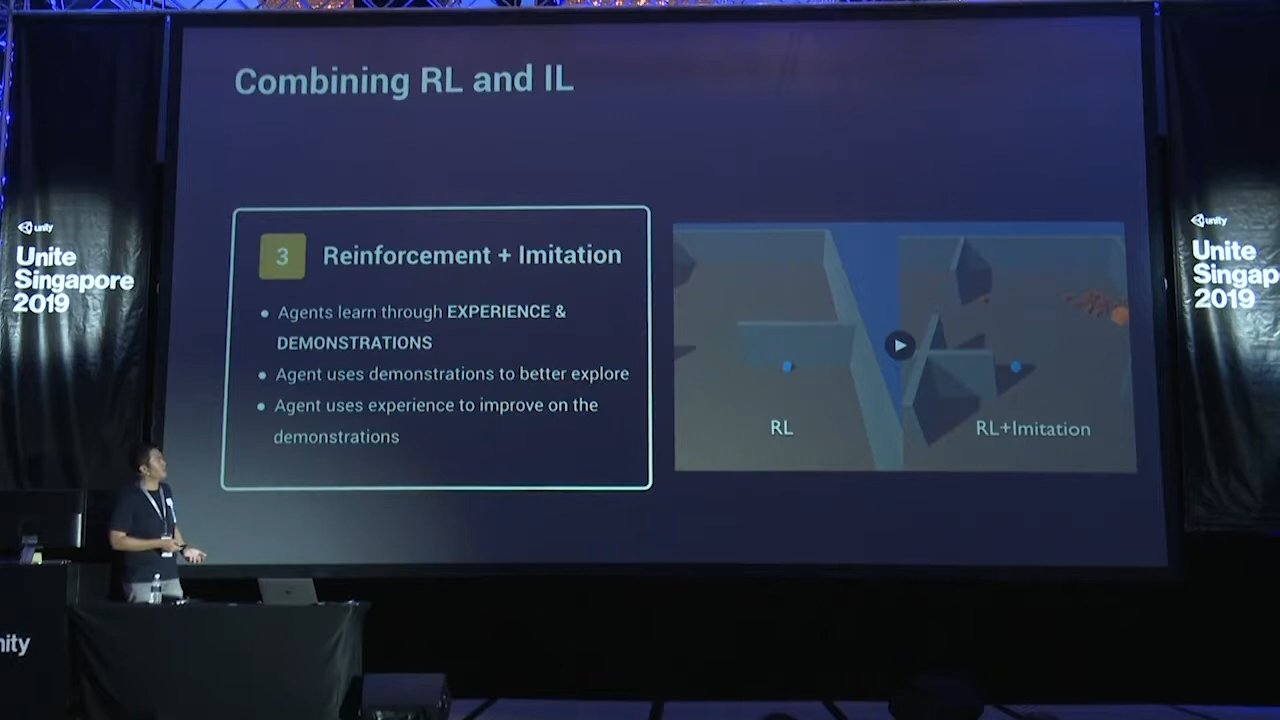 Combining RL and IL
3 Reinforcement + Imitation
• Agents learn through EXPERIENCE &
DEMONSTRATIONS
• Agent uses demonstrations to better explore
• Agent uses experience to improve on the
demonstrations
RL
RL+Imitation
unity
Unite
Singapore
2019
unity
Unite
Singap
2019
nity